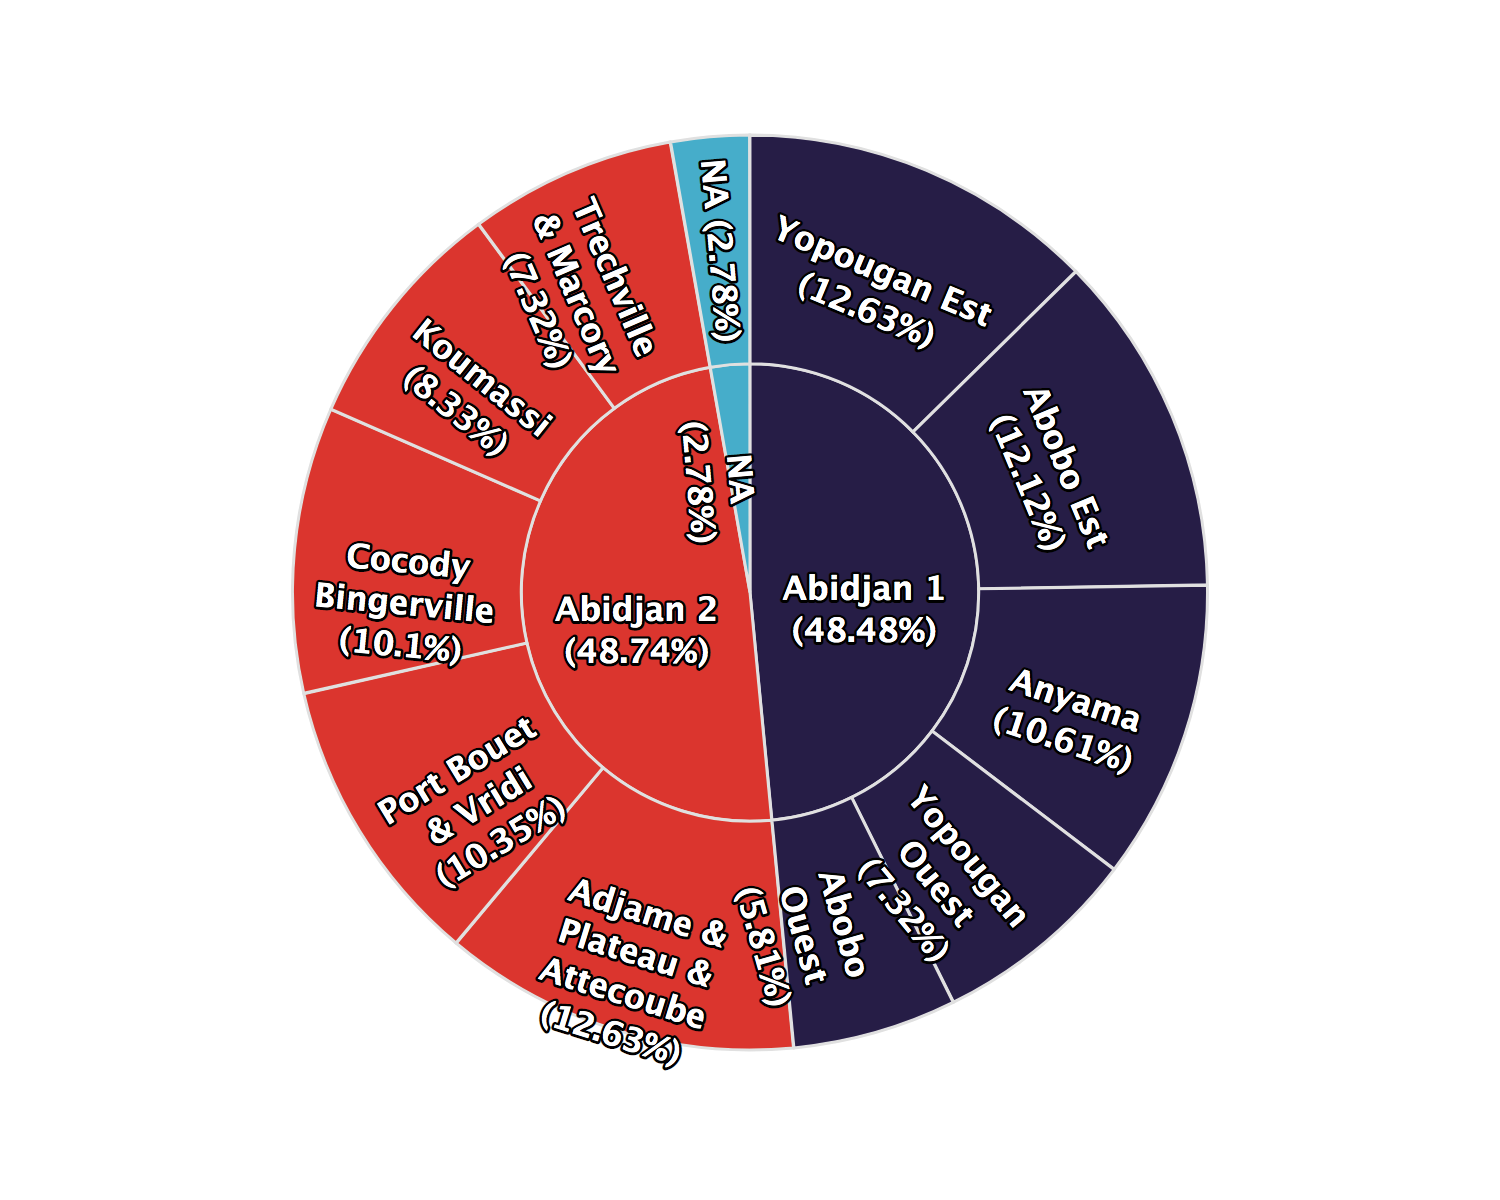 NA (2.78%)
Yopougan Est
(12.63%)
Abobo Est
(12.12%)
Anyama
(10.61%)
Yopougan
Ouest
(7.32%)
Abobo
Ouest
(5.81%)
Adjame &
Plateau &
Attecoube
(12.63%)
Port Bouet
& Vridi
(10.35%)
Cocody
Bingerville
(10.1%)
Koumassi
(8.33%)
Trechville
& Marcory
(7.32%)
NA
(2.78%)
Abidjan 1
(48.48%)
Abidjan 2
(48.74%)